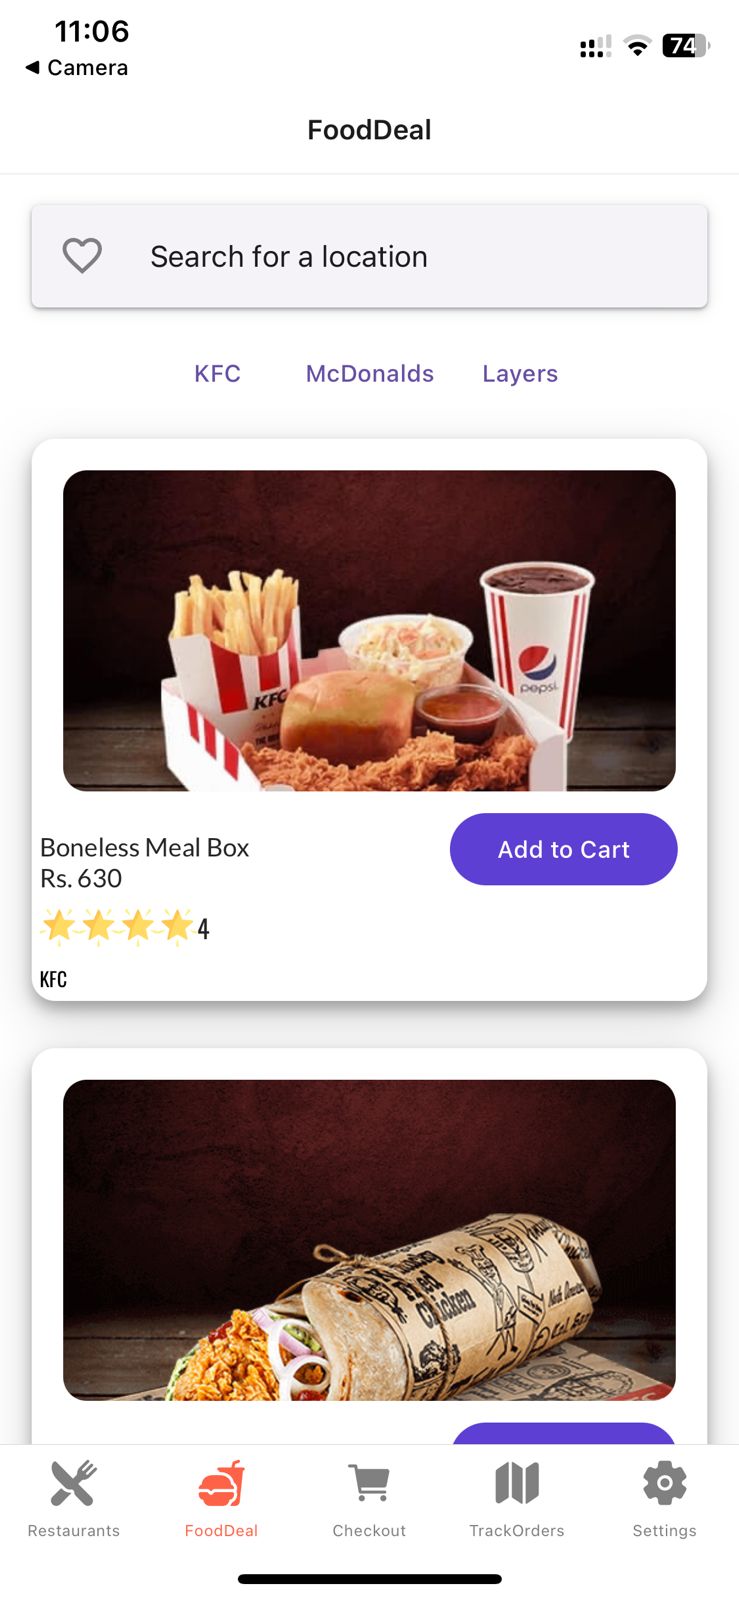 11:06
74
◀ Camera
FoodDeal
Search for a location
KFC McDonalds Layers
KFC
pepsi
Boneless Meal Box
Add to Cart
Rs. 630
4
KFC
Fried
Chicken
Restaurants FoodDeal Checkout TrackOrders Settings